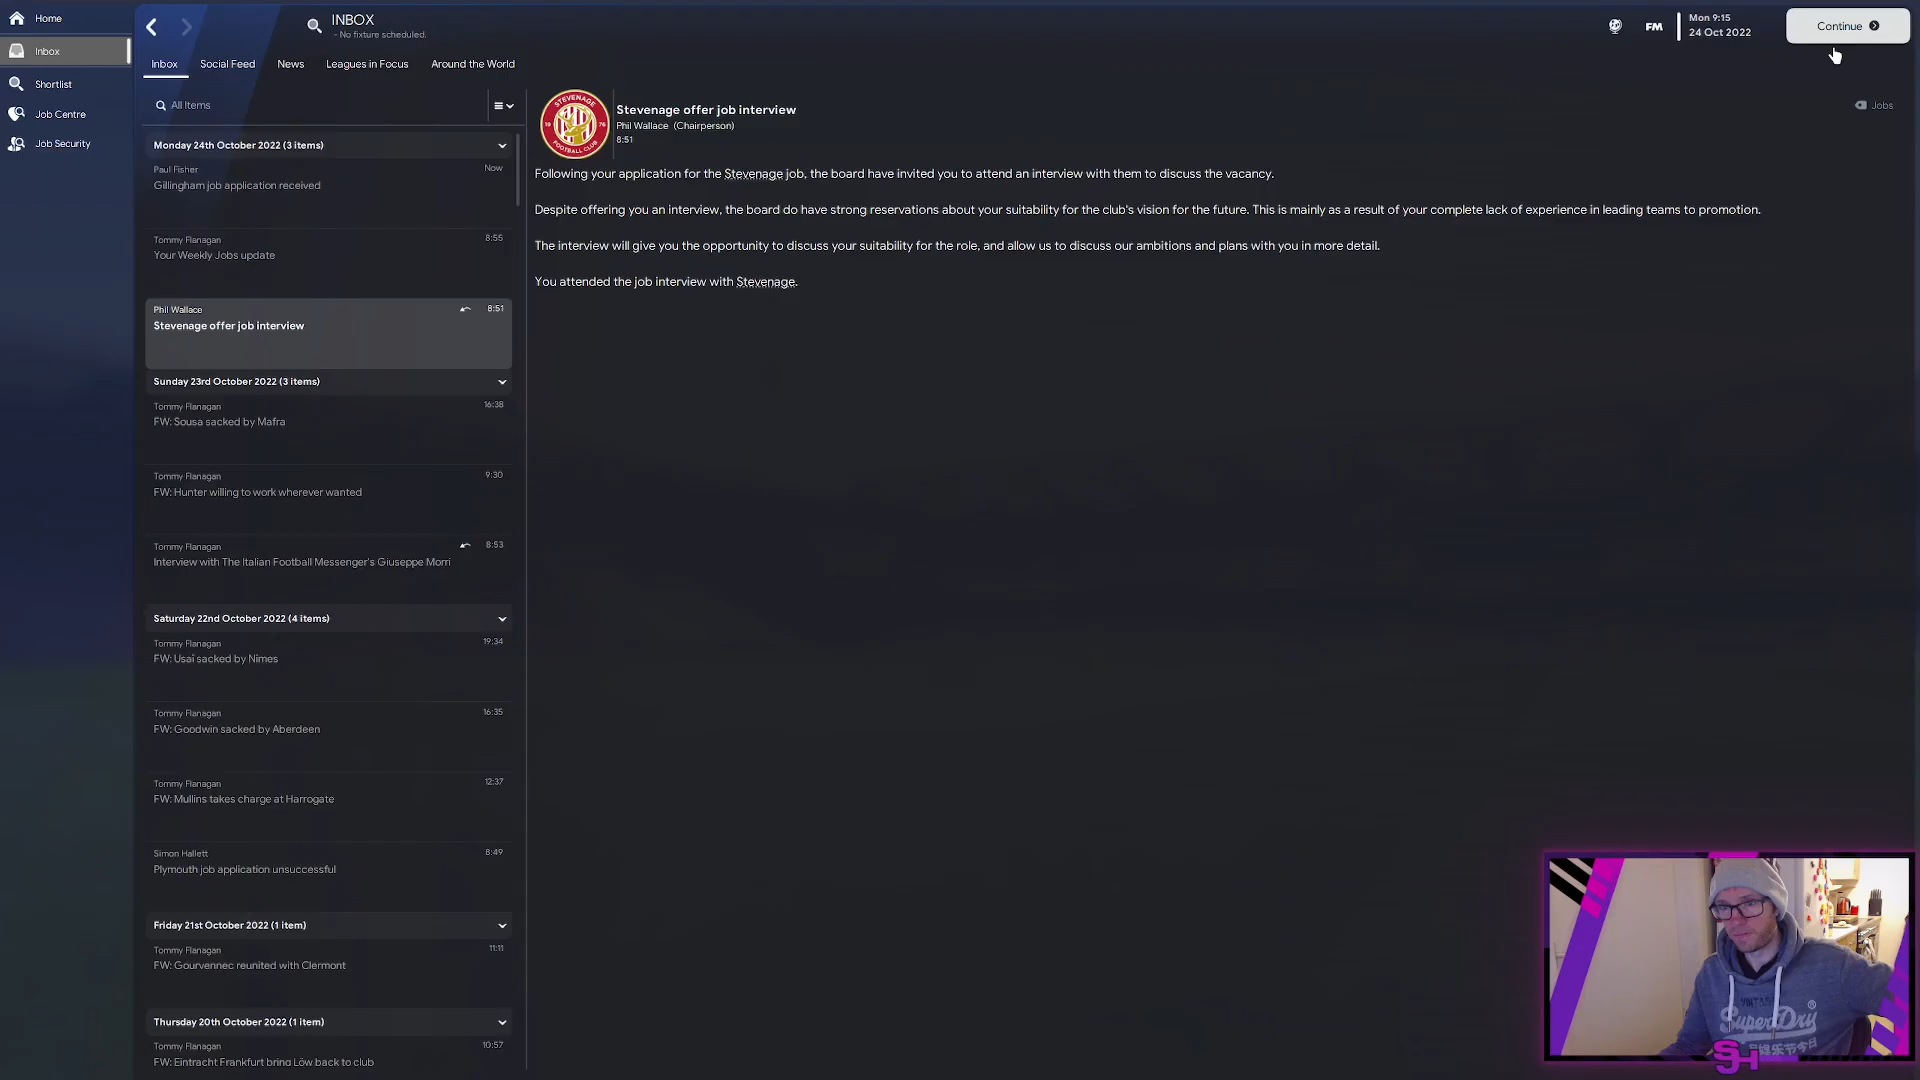 Home
Inbox
Shortlist
Job Centre
Job Security
INBOX
- No fixture scheduled.
FM
Mon 9:15
24 Oct 2022
Continue
Inbox
Social Feed
News
Leagues in Focus
Around the World
All Items
Monday 24th October 2022 (3 items)
Paul Fisher
Now
Gillingham job application received
Tommy Flanagan
8:55
Your Weekly Jobs update
Phil Wallace
8:51
Stevenage offer job interview
Sunday 23rd October 2022 (3 items)
Tommy Flanagan
16:38
FW: Sousa sacked by Mafra
Tommy Flanagan
9:30
FW: Hunter willing to work wherever wanted
Tommy Flanagan
8:53
Interview with The Italian Football Messenger's Giuseppe Morri
Saturday 22nd October 2022 (4 items)
Tommy Flanagan
19:34
FW: Usaï sacked by Nimes
Tommy Flanagan
16:35
FW: Goodwin sacked by Aberdeen
Tommy Flanagan
12:37
FW: Mullins takes charge at Harrogate
Simon Hallett
8:49
Plymouth job application unsuccessful
Friday 21st October 2022 (1 item)
Tommy Flanagan
11:11
FW: Gourvennec reunited with Clermont
Thursday 20th October 2022 (1 item)
Tommy Flanagan
10:57
FW: Eintracht Frankfurt bring Löw back to club
STEVENAGE
19 76
FOOTBALL CLUB
Stevenage offer job interview
Phil Wallace (Chairperson)
8:51
Jobs
Following your application for the Stevenage job, the board have invited you to attend an interview with them to discuss the vacancy.
Despite offering you an interview, the board do have strong reservations about your suitability for the club's vision for the future. This is mainly as a result of your complete lack of experience in leading teams to promotion.
The interview will give you the opportunity to discuss your suitability for the role, and allow us to discuss our ambitions and plans with you in more detail.
You attended the job interview with Stevenage.
VINTAGE
SuperDry
SH